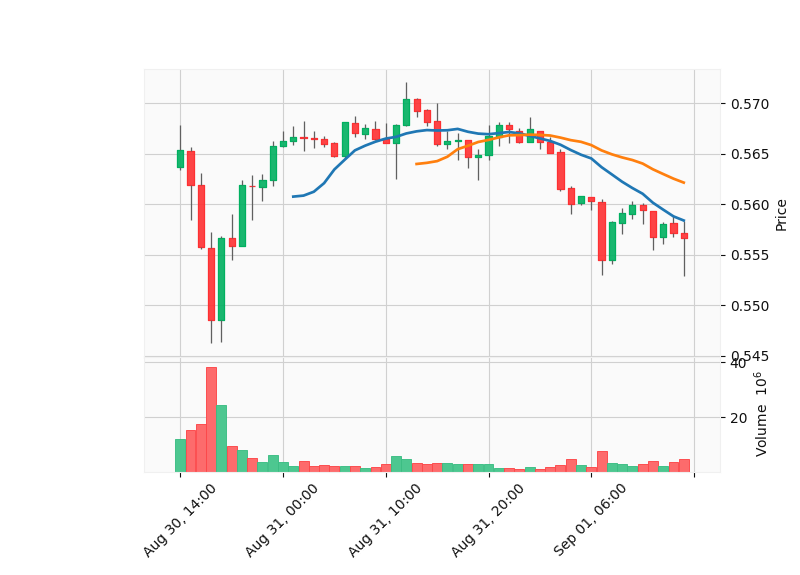 0.570
0.565
0.560
0.555
0.550
0.545
Price
40
20
Volume 10^6
Aug 30, 14:00
Aug 31, 00:00
Aug 31, 10:00
Aug 31, 20:00
Sep 01, 06:00